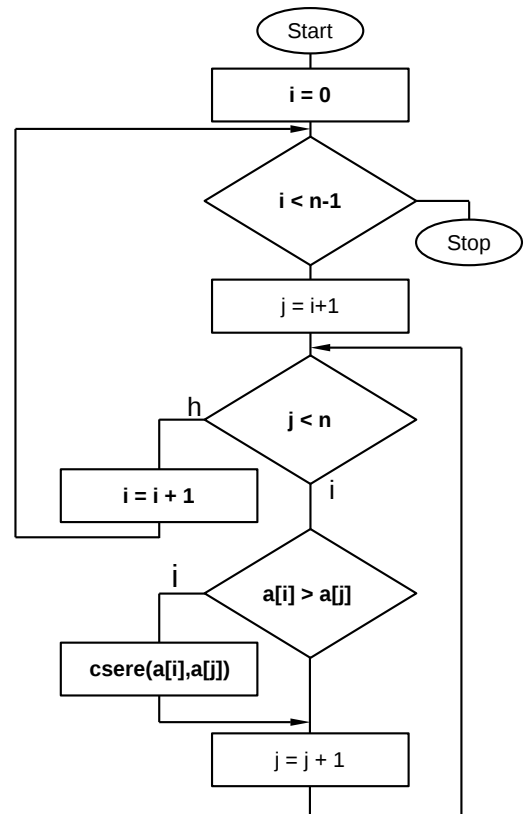 Start
i = 0
i < n-1
Stop
j = i+1
h
j < n
i = i + 1
i
i
a[i] > a[j]
csere(a[i],a[j])
j = j + 1